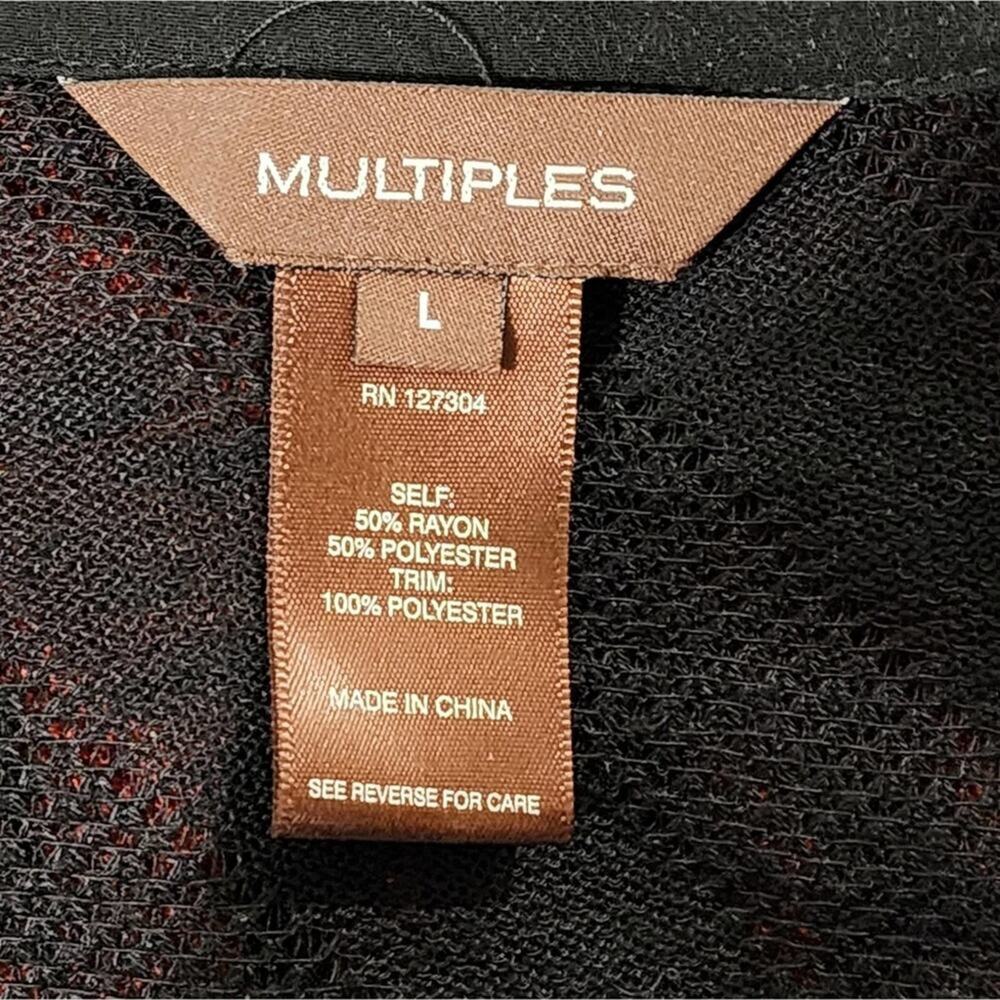 MULTIPLES
L
RN 127304
SELF:
50% RAYON
50% POLYESTER
TRIM:
100% POLYESTER
MADE IN CHINA
SEE REVERSE FOR CARE